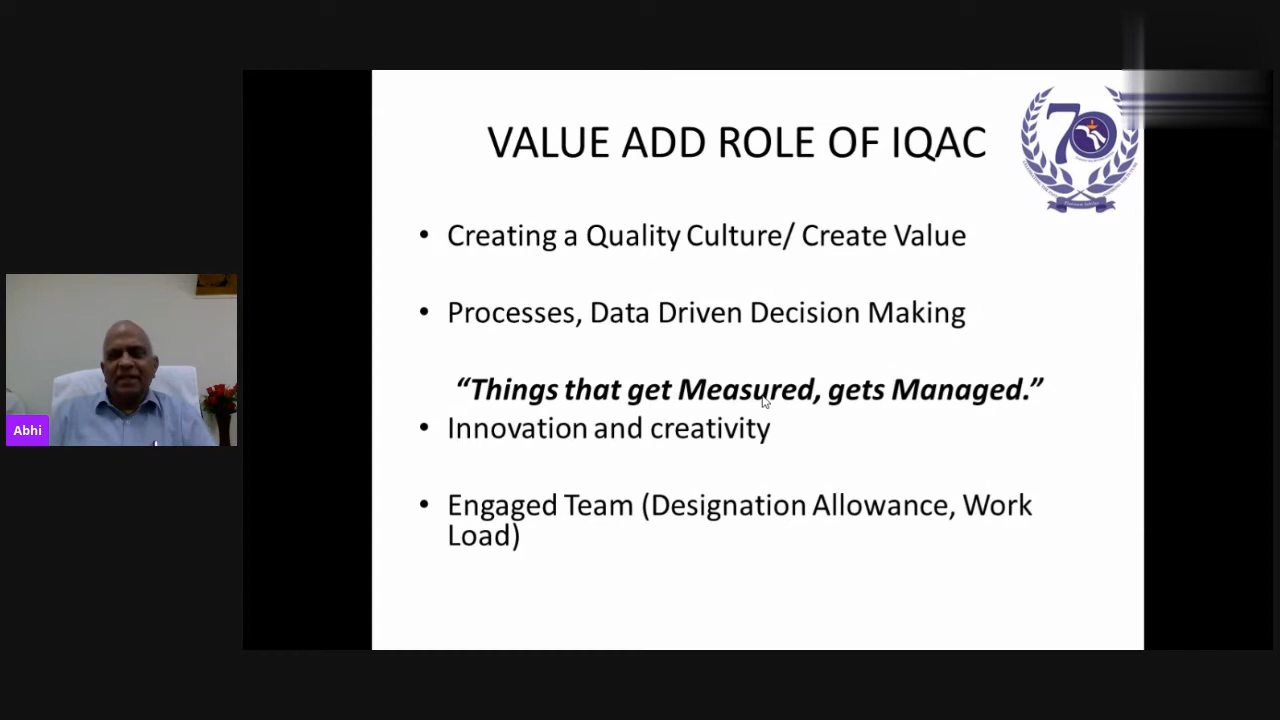 VALUE ADD ROLE OF IQAC
70
• Creating a Quality Culture/ Create Value
• Processes, Data Driven Decision Making
“Things that get Measured, gets Managed.”
• Innovation and creativity
• Engaged Team (Designation Allowance, Work
Load)
Abhi